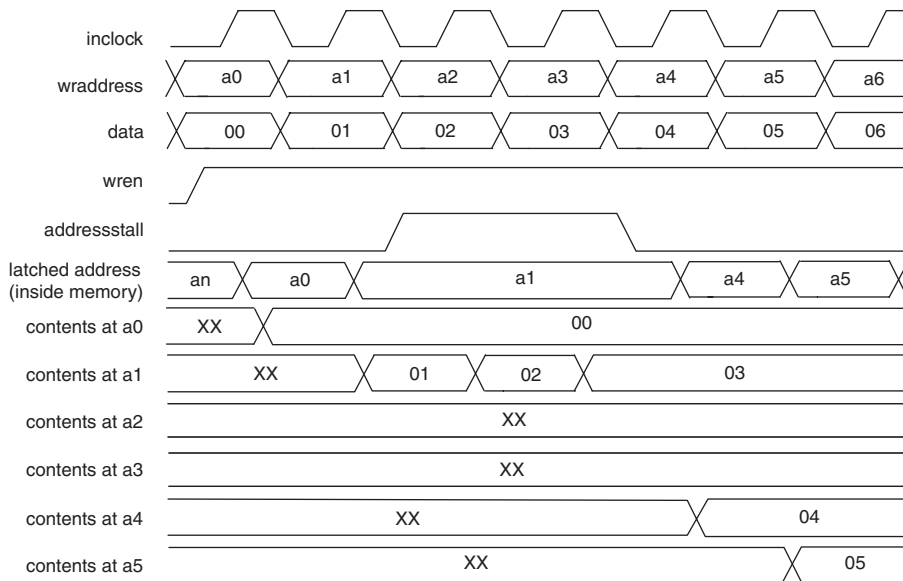 inclock
wraddress a0 a1 a2 a3 a4 a5 a6
data 00 01 02 03 04 05 06
wren
addressstall
latched address
(inside memory) an a0 a1 a4 a5
contents at a0 XX 00
contents at a1 XX 01 02 03
contents at a2 XX
contents at a3 XX
contents at a4 XX 04
contents at a5 XX 05